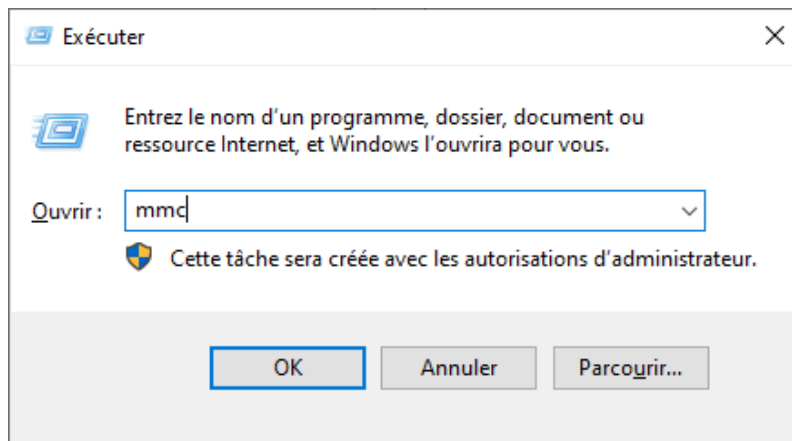 Exécuter
Entrez le nom d’un programme, dossier, document ou
ressource Internet, et Windows l’ouvrira pour vous.
Ouvrir : mmc
Cette tâche sera créée avec les autorisations d’administrateur.
OK Annuler Parcourir...